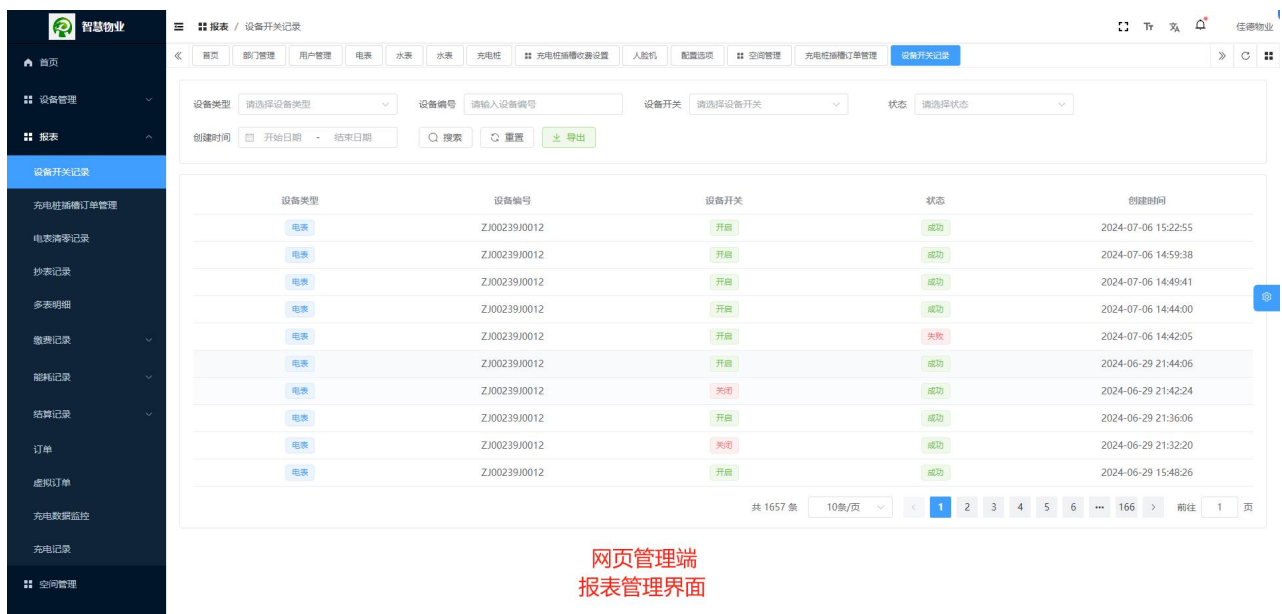 智慧物业
报表 / 设备开关记录
佳德物业
首页 部门管理 用户管理 电表 水表 水表 充电桩 充电桩插槽收费设置 人脸机 配置选项 空间管理 充电桩插槽订单管理 设备开关记录
首页
设备管理
报表
设备开关记录
充电桩插槽订单管理
电表清零记录
抄表记录
多表明细
缴费记录
能耗记录
结算记录
订单
虚拟订单
充电数据监控
充电记录
空间管理
设备类型 请选择设备类型 设备编号 请输入设备编号 设备开关 请选择设备开关 状态 请选择状态
创建时间 开始日期 - 结束日期 搜索 重置 导出
设备类型 设备编号 设备开关 状态 创建时间
电表 ZJ00239J0012 开启 成功 2024-07-06 15:22:55
电表 ZJ00239J0012 开启 成功 2024-07-06 14:59:38
电表 ZJ00239J0012 开启 成功 2024-07-06 14:49:41
电表 ZJ00239J0012 开启 成功 2024-07-06 14:44:00
电表 ZJ00239J0012 开启 失败 2024-07-06 14:42:05
电表 ZJ00239J0012 开启 成功 2024-06-29 21:44:06
电表 ZJ00239J0012 关闭 成功 2024-06-29 21:42:24
电表 ZJ00239J0012 开启 成功 2024-06-29 21:36:06
电表 ZJ00239J0012 关闭 成功 2024-06-29 21:32:20
电表 ZJ00239J0012 开启 成功 2024-06-29 15:48:26
共 1657 条 10条/页 1 2 3 4 5 6 ··· 166 前往 1 页
网页管理端
报表管理界面